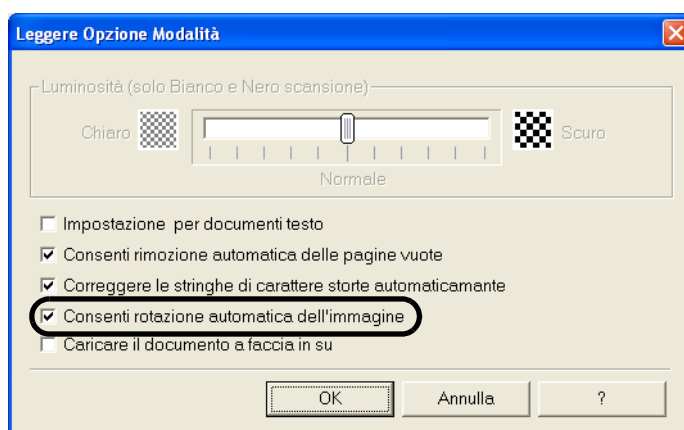 Leggere Opzione Modalità
Luminosità (solo Bianco e Nero scansione)
Chiaro Scuro
Normale
Impostazione per documenti testo
Consenti rimozione automatica delle pagine vuote
Correggere le stringhe di carattere storte automaticamante
Consenti rotazione automatica dell'immagine
Caricare il documento a faccia in su
OK Annulla ?